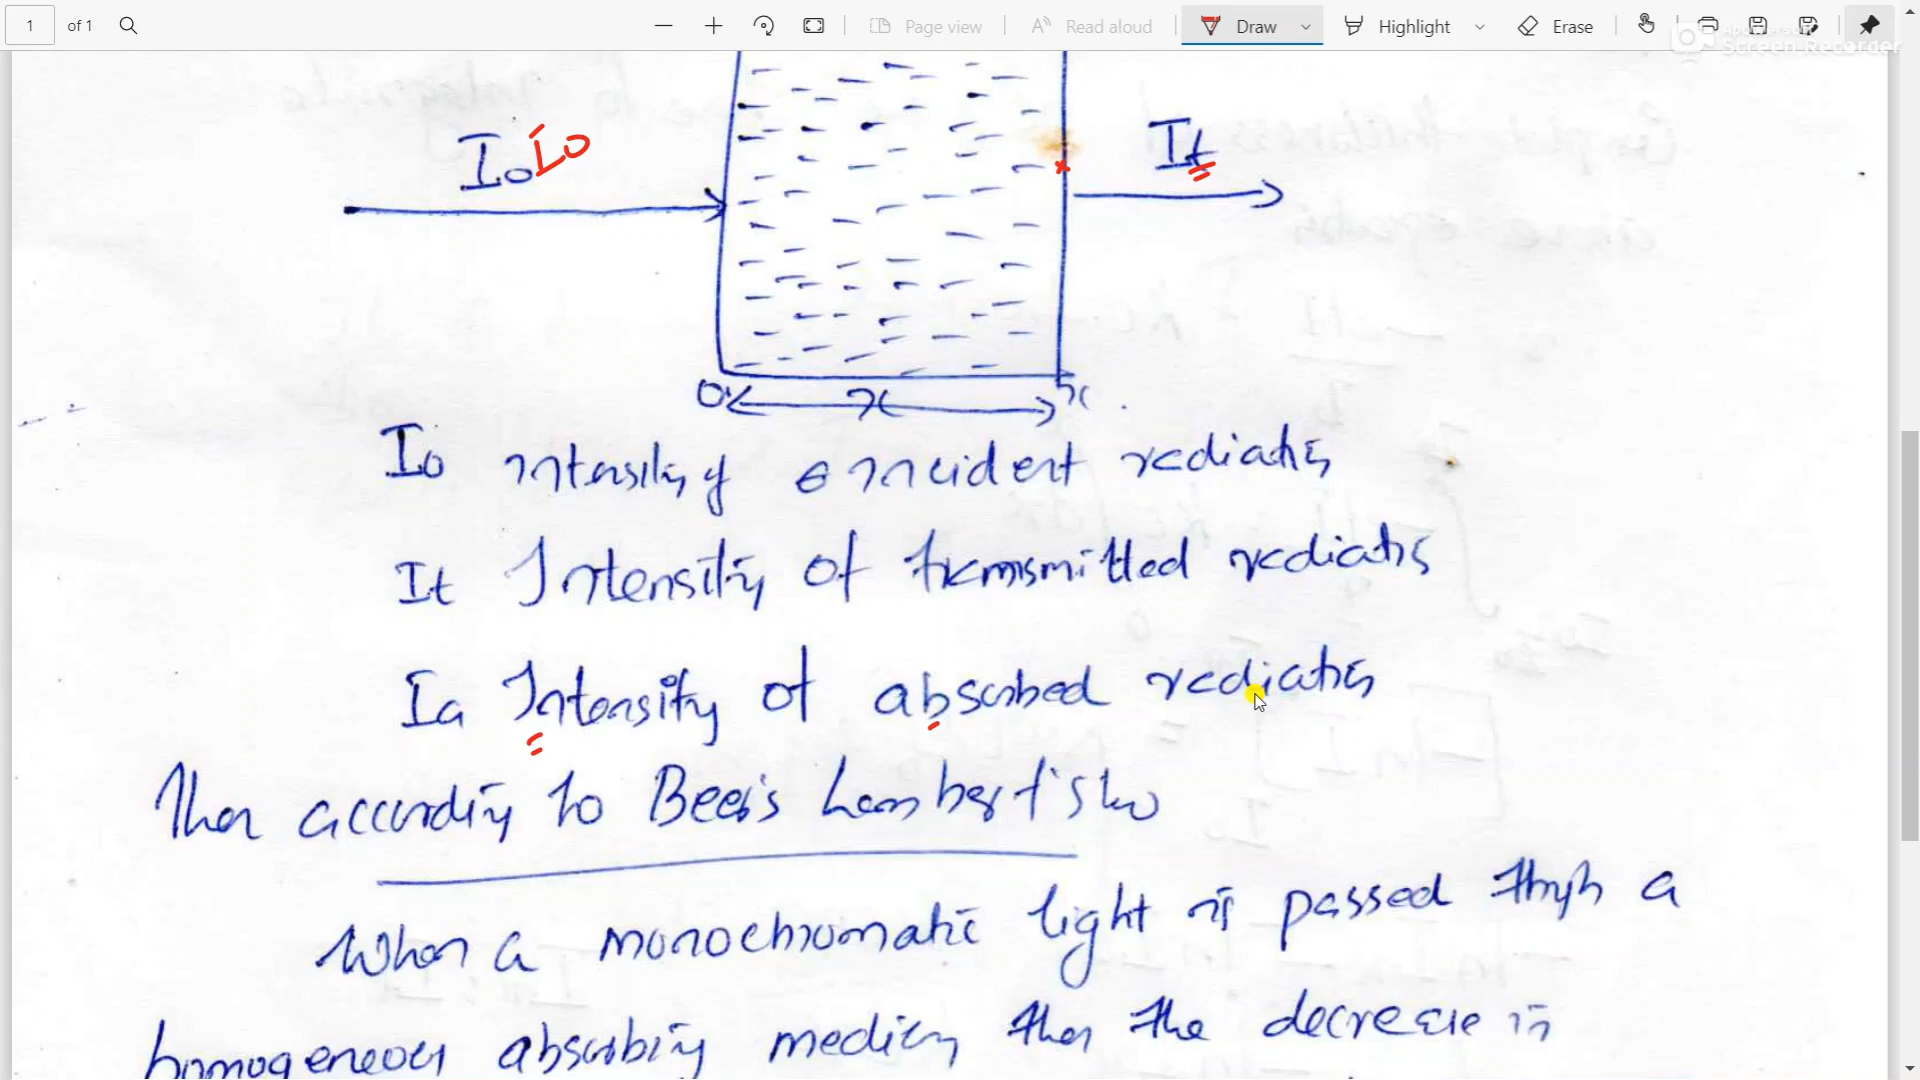 1 of 1 Page view Read aloud Draw Highlight Erase
Screen Recorder
Io Io It
O x x
Io intensity of incident radiation
It Intensity of transmitted radiation
Ia Intensity of absorbed radiation
Then according to Beer's Lambert's law
When a monochromatic light is passed through a
homogeneous absorbing medium then the decrease in